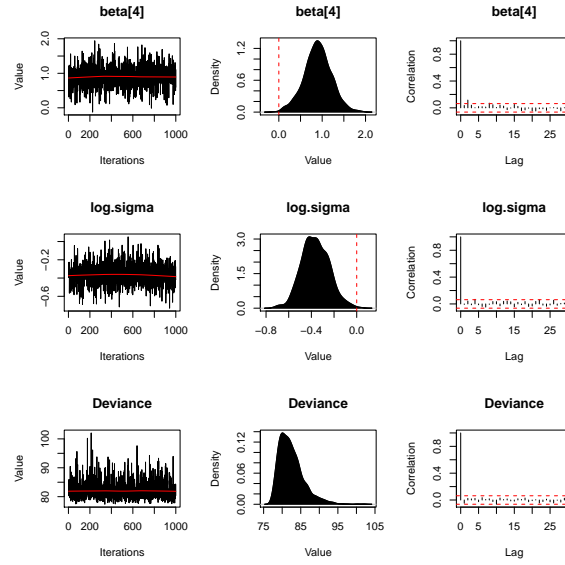 beta[4]
beta[4]
beta[4]
Value
0.0
1.0
2.0
0
200
600
1000
Iterations
Density
0.0
0.6
1.2
0.0
1.0
2.0
Value
Correlation
0.0
0.4
0.8
0
5
15
25
Lag
log.sigma
log.sigma
log.sigma
Value
−0.6
−0.2
0
200
600
1000
Iterations
Density
0.0
1.5
3.0
−0.8
−0.4
0.0
Value
Correlation
0.0
0.4
0.8
0
5
15
25
Lag
Deviance
Deviance
Deviance
Value
80
90
100
0
200
600
1000
Iterations
Density
0.00
0.06
0.12
75
85
95
105
Value
Correlation
0.0
0.4
0.8
0
5
15
25
Lag